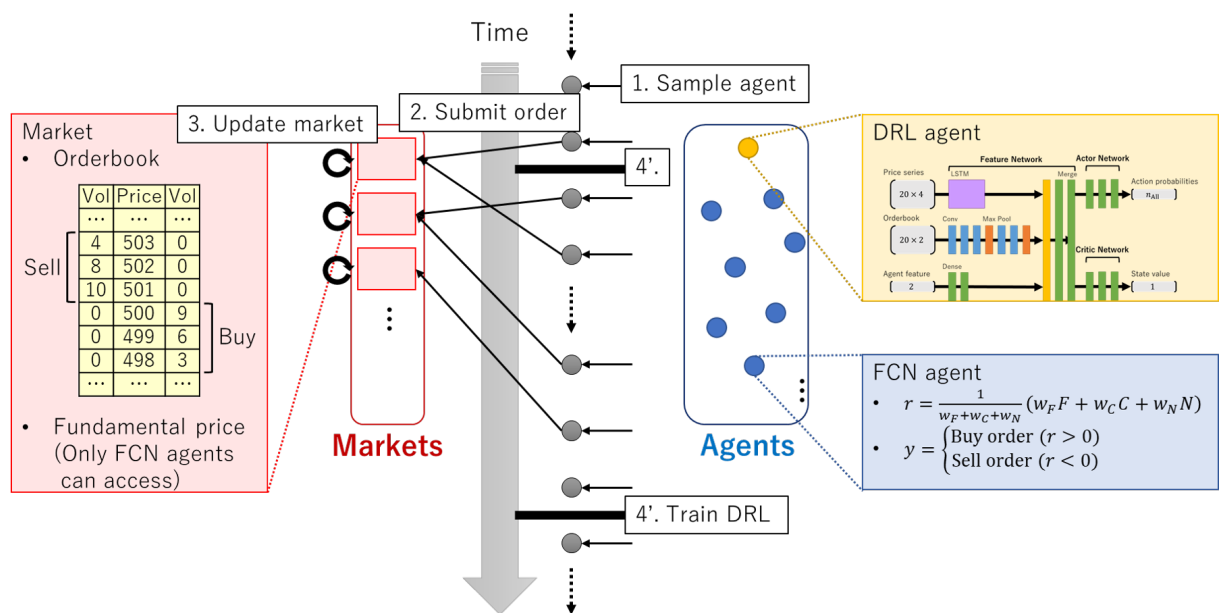 Time
1. Sample agent
2. Submit order
3. Update market
4’.
Market
• Orderbook
Vol Price Vol
… … …
4 503 0
8 502 0
10 501 0
0 500 9
0 499 6
0 498 3
… … …
Sell
Buy
• Fundamental price
(Only FCN agents
can access)
⋮
Markets
⋮
Agents
4’. Train DRL
DRL agent
Feature Network
Actor Network
Price series
LSTM
Merge
Action probabilities
20 × 4
n_All
Orderbook
Conv
Max Pool
20 × 2
Critic Network
Agent feature
Dense
State value
2
1
FCN agent
• r = 1/(w_F+w_C+w_N) (w_F F + w_C C + w_N N)
• y = { Buy order (r > 0)
Sell order (r < 0)